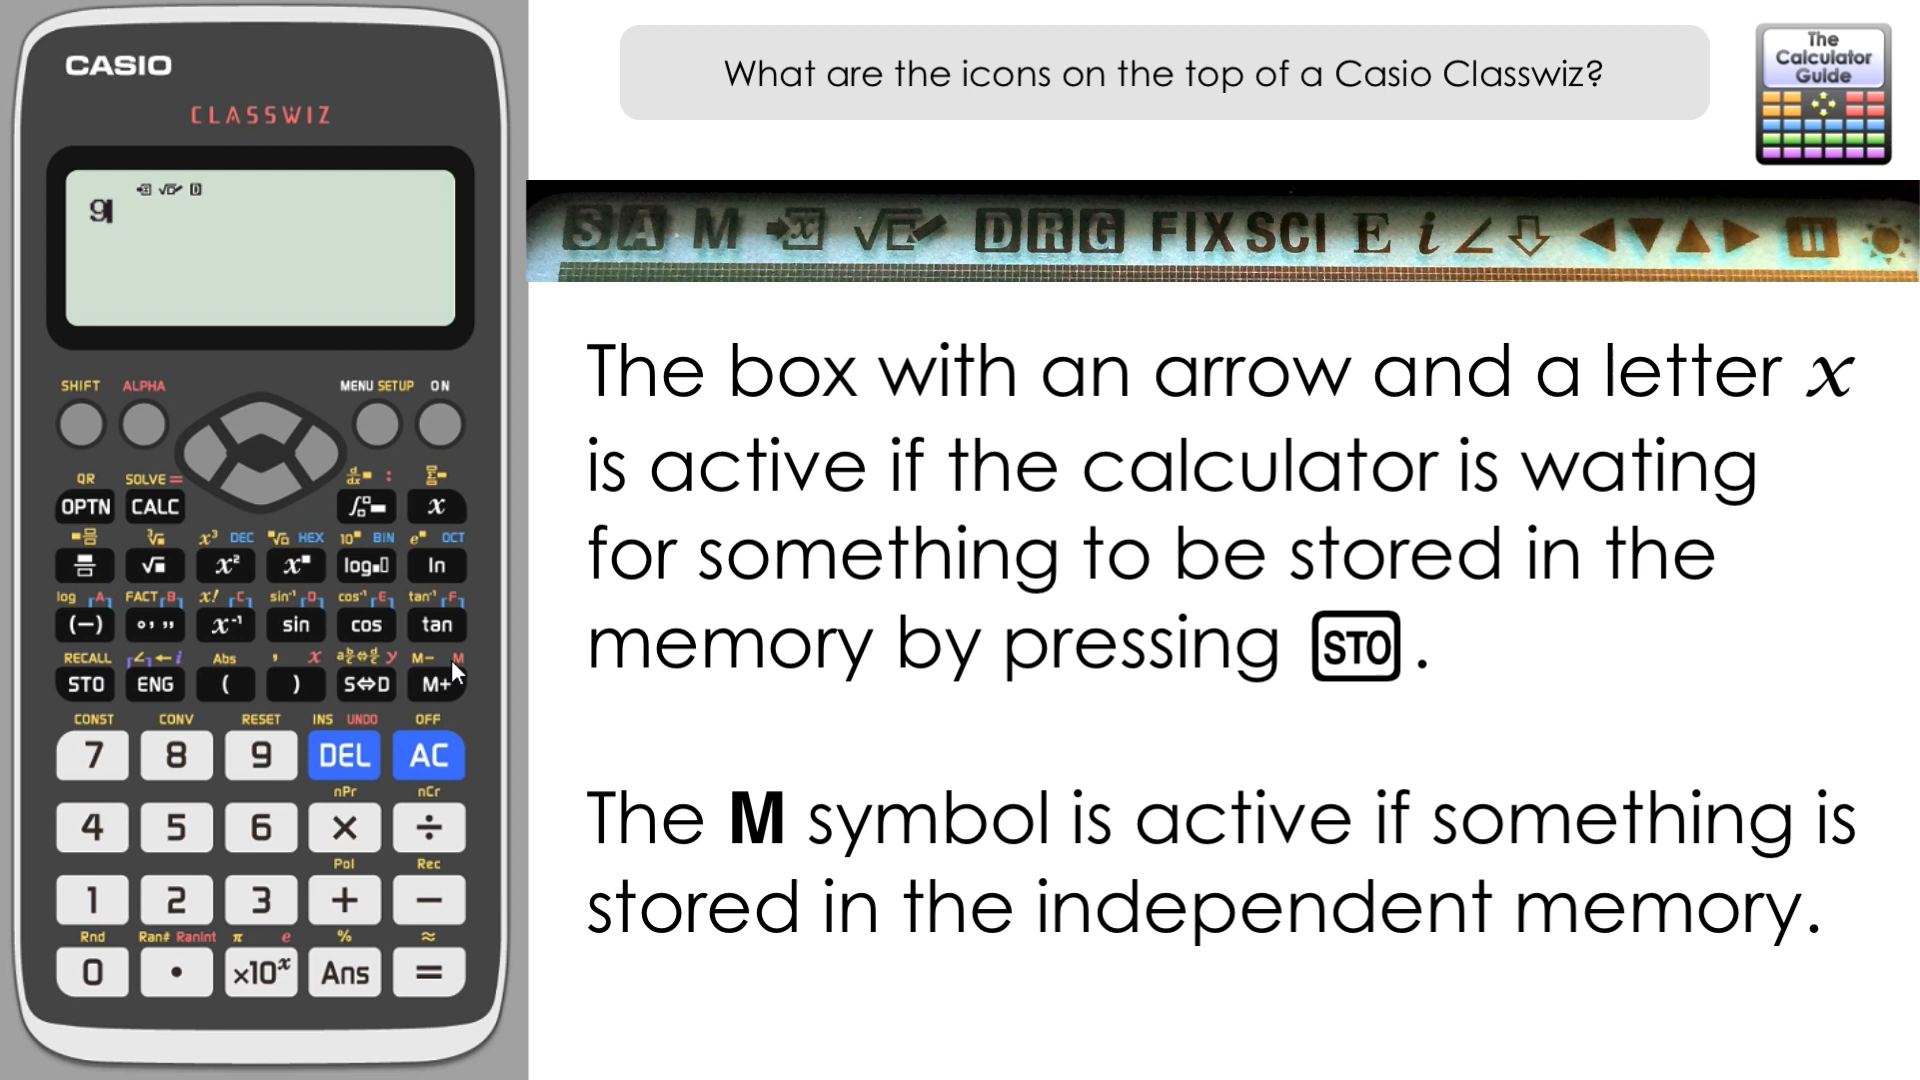 What are the icons on the top of a Casio Classwiz?
The
Calculator
Guide
CASIO
CLASSWIZ
D
9
S A M x √ D R G FIX SCI E i ∠
The box with an arrow and a letter x
is active if the calculator is wating
for something to be stored in the
memory by pressing STO .
The M symbol is active if something is
stored in the independent memory.
SHIFT ALPHA MENU SETUP ON
QR SOLVE = d/dx :
OPTN CALC x
x³ DEC HEX 10 BIN e OCT
√ x² x log ln
log A FACT B x! C sin⁻¹ D cos⁻¹ E tan⁻¹ F
(−) ° ’ ” x⁻¹ sin cos tan
RECALL ∠ ← i Abs , x a b/c ⇔ d/c y M− M
STO ENG ( ) S⇔D M+
CONST CONV RESET INS UNDO OFF
7 8 9 DEL AC
nPr nCr
4 5 6 × ÷
Pol Rec
1 2 3 + −
Rnd Ran# RanInt π e % ≈
0 • ×10ˣ Ans =